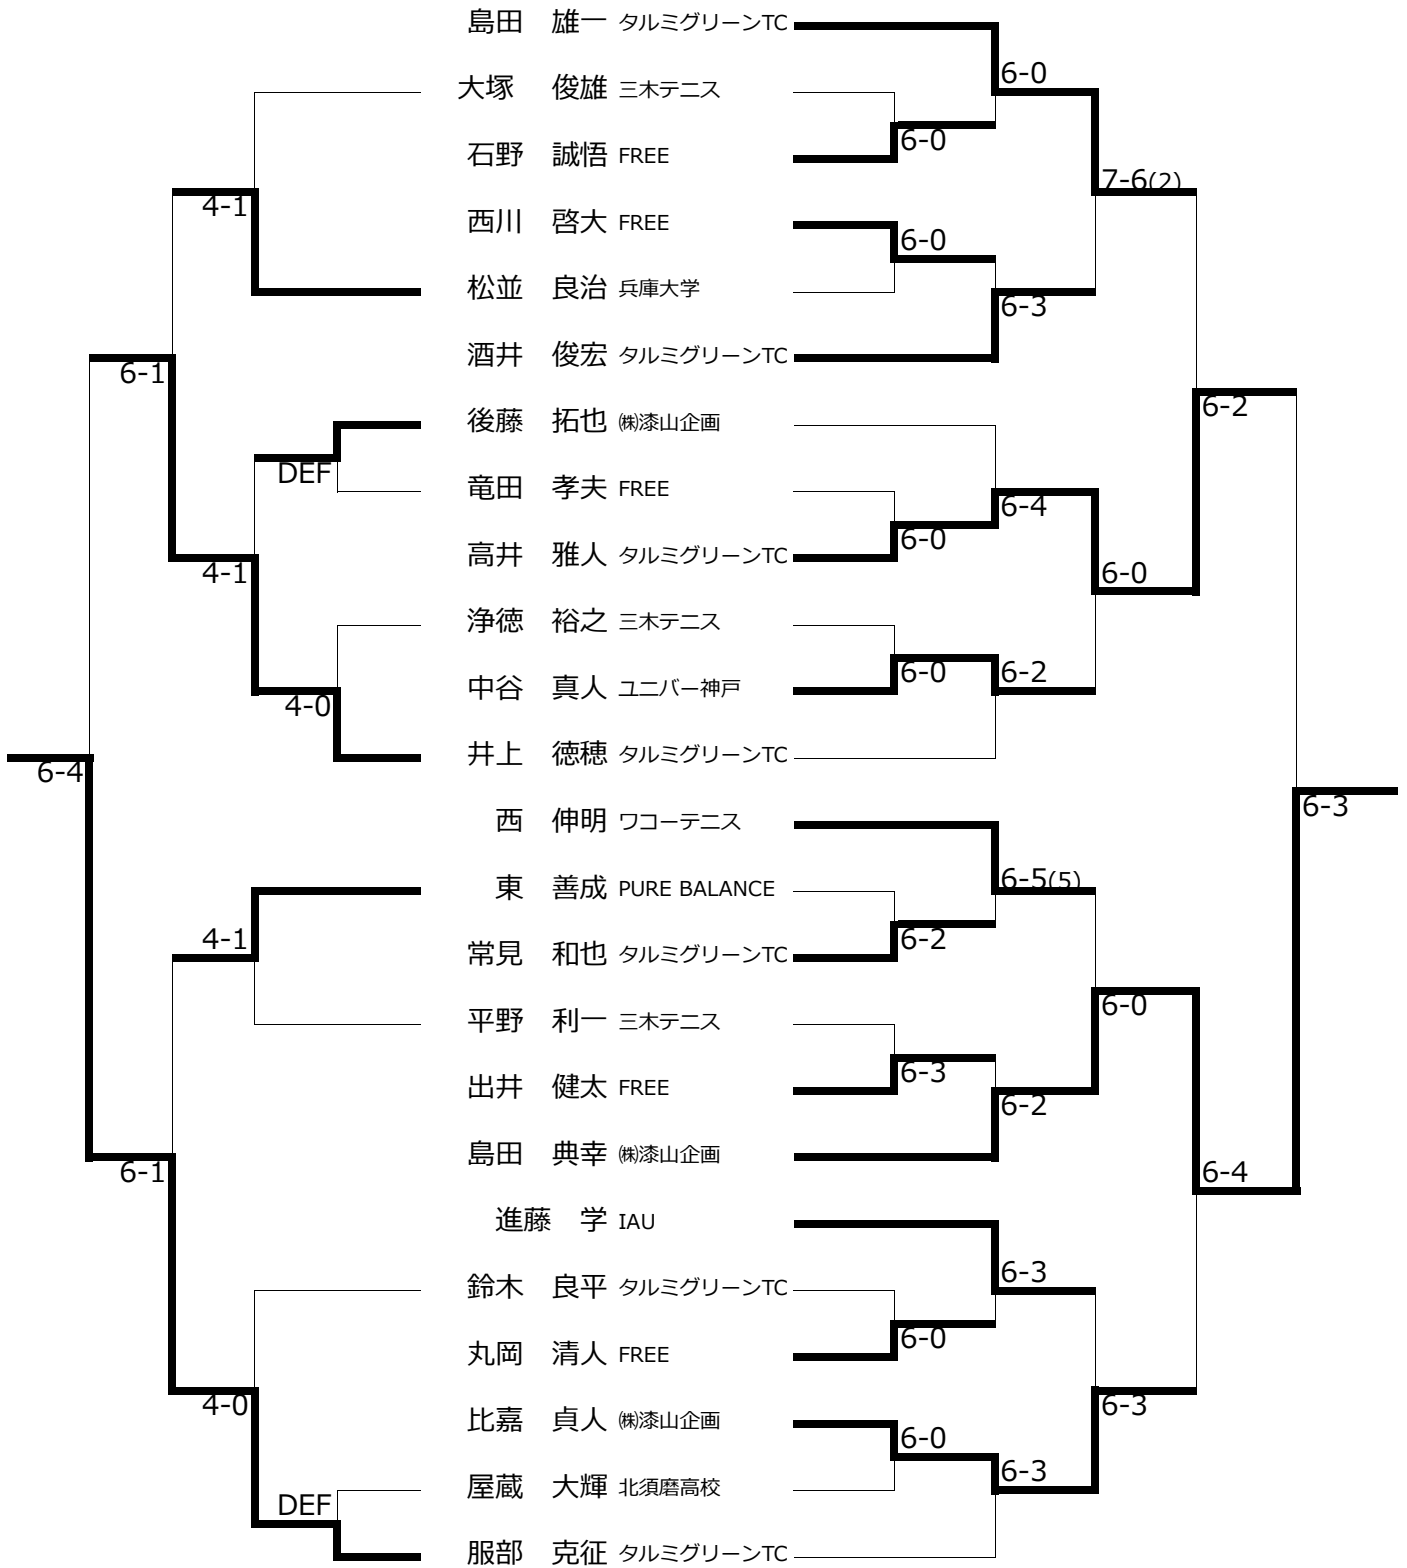 島田 雄一 タルミグリーンTC
6-0
大塚 俊雄 三木テニス
6-0
石野 誠悟 FREE
7-6(2)
4-1
西川 啓大 FREE
6-0
松並 良治 兵庫大学
6-3
酒井 俊宏 タルミグリーンTC
6-1
6-2
後藤 拓也 ㈱漆山企画
DEF
竜田 孝夫 FREE
6-4
6-0
高井 雅人 タルミグリーンTC
4-1
6-0
浄徳 裕之 三木テニス
6-0
6-2
中谷 真人 ユニバー神戸
4-0
井上 徳穂 タルミグリーンTC
6-4
6-3
西 伸明 ワコーテニス
6-5(5)
東 善成 PURE BALANCE
4-1
6-2
常見 和也 タルミグリーンTC
6-0
平野 利一 三木テニス
6-3
出井 健太 FREE
6-2
島田 典幸 ㈱漆山企画
6-1
6-4
進藤 学 IAU
6-3
鈴木 良平 タルミグリーンTC
6-0
丸岡 清人 FREE
4-0
6-3
比嘉 貞人 ㈱漆山企画
6-0
6-3
屋蔵 大輝 北須磨高校
DEF
服部 克征 タルミグリーンTC